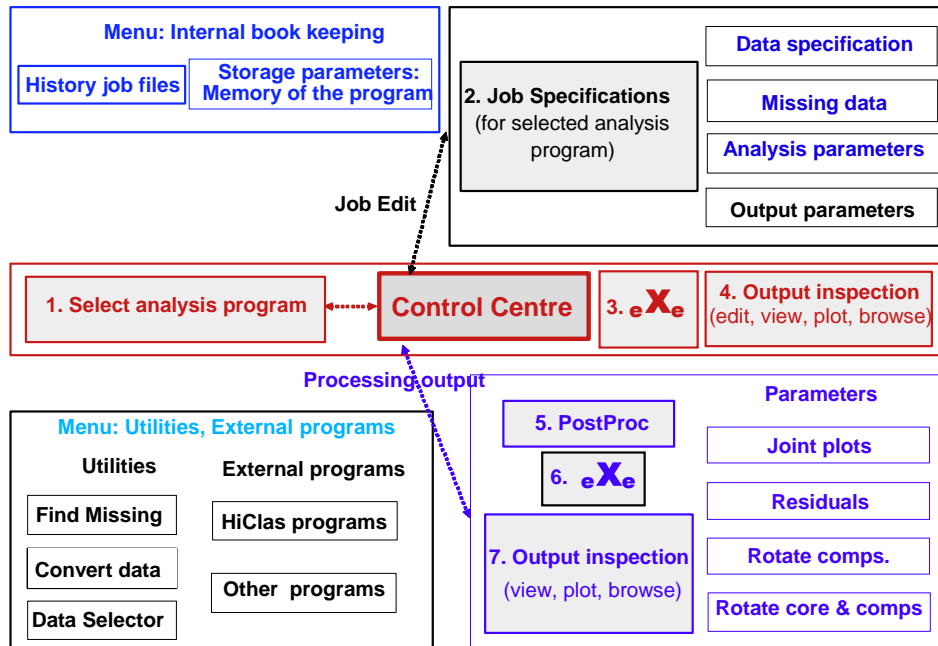 Menu: Internal book keeping
History job files
Storage parameters:
Memory of the program
2. Job Specifications
(for selected analysis
program)
Data specification
Missing data
Analysis parameters
Output parameters
Job Edit
1. Select analysis program
Control Centre
3. eXe
4. Output inspection
(edit, view, plot, browse)
Processing output
Menu: Utilities, External programs
Utilities
Find Missing
Convert data
Data Selector
External programs
HiClas programs
Other programs
5. PostProc
6. eXe
7. Output inspection
(view, plot, browse)
Parameters
Joint plots
Residuals
Rotate comps.
Rotate core & comps